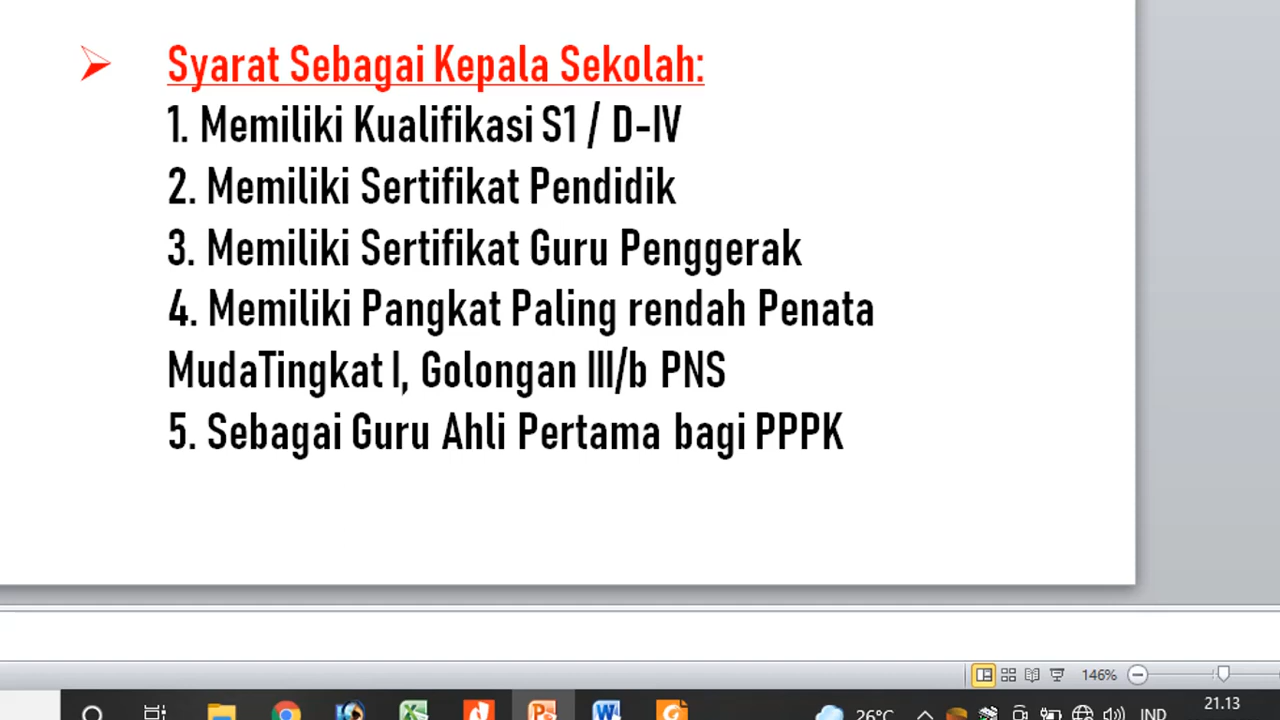 Syarat Sebagai Kepala Sekolah:
1. Memiliki Kualifikasi S1 / D-IV
2. Memiliki Sertifikat Pendidik
3. Memiliki Sertifikat Guru Penggerak
4. Memiliki Pangkat Paling rendah Penata
MudaTingkat I, Golongan III/b PNS
5. Sebagai Guru Ahli Pertama bagi PPPK
146%
26°C IND 21.13